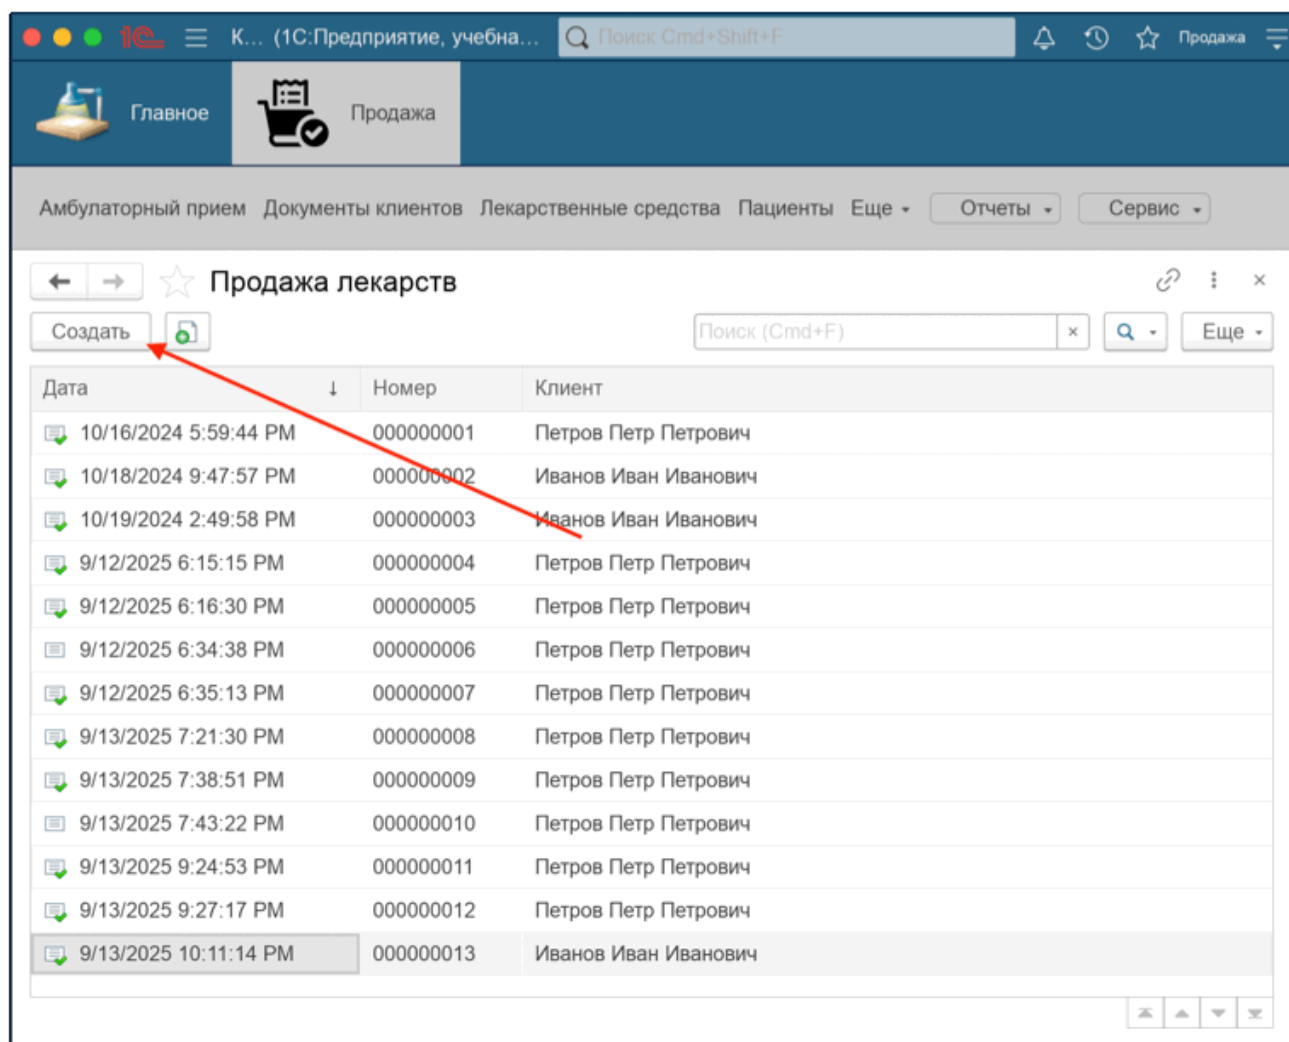 1С К... (1С:Предприятие, учебна... Поиск Cmd+Shift+F Продажа
Главное Продажа
Амбулаторный прием Документы клиентов Лекарственные средства Пациенты Еще Отчеты Сервис
Продажа лекарств
Создать Поиск (Cmd+F) × Еще
Дата ↓ Номер Клиент
10/16/2024 5:59:44 PM 000000001 Петров Петр Петрович
10/18/2024 9:47:57 PM 000000002 Иванов Иван Иванович
10/19/2024 2:49:58 PM 000000003 Иванов Иван Иванович
9/12/2025 6:15:15 PM 000000004 Петров Петр Петрович
9/12/2025 6:16:30 PM 000000005 Петров Петр Петрович
9/12/2025 6:34:38 PM 000000006 Петров Петр Петрович
9/12/2025 6:35:13 PM 000000007 Петров Петр Петрович
9/13/2025 7:21:30 PM 000000008 Петров Петр Петрович
9/13/2025 7:38:51 PM 000000009 Петров Петр Петрович
9/13/2025 7:43:22 PM 000000010 Петров Петр Петрович
9/13/2025 9:24:53 PM 000000011 Петров Петр Петрович
9/13/2025 9:27:17 PM 000000012 Петров Петр Петрович
9/13/2025 10:11:14 PM 000000013 Иванов Иван Иванович